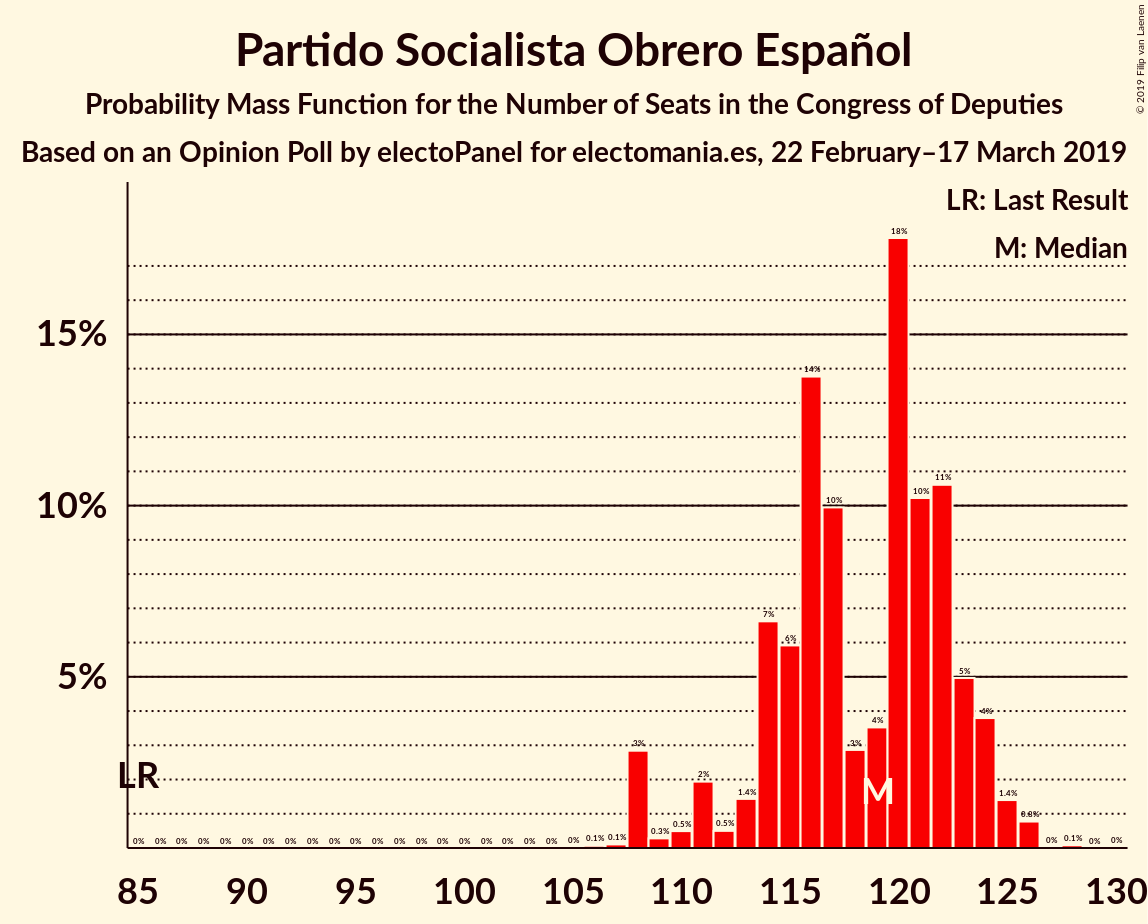 Partido Socialista Obrero Español
Probability Mass Function for the Number of Seats in the Congress of Deputies
Based on an Opinion Poll by electoPanel for electomania.es, 22 February–17 March 2019
© 2019 Filip van Laenen
LR: Last Result
M: Median
15%
10%
5%
LR
M
0% 0% 0% 0% 0% 0% 0% 0% 0% 0% 0% 0% 0% 0% 0% 0% 0% 0% 0% 0% 0% 0.1% 0.1% 3% 0.3% 0.5% 2% 0.5% 1.4% 7% 6% 14% 10% 3% 4% 18% 10% 11% 5% 4% 1.4% 0.8% 0% 0.1% 0% 0%
85 90 95 100 105 110 115 120 125 130